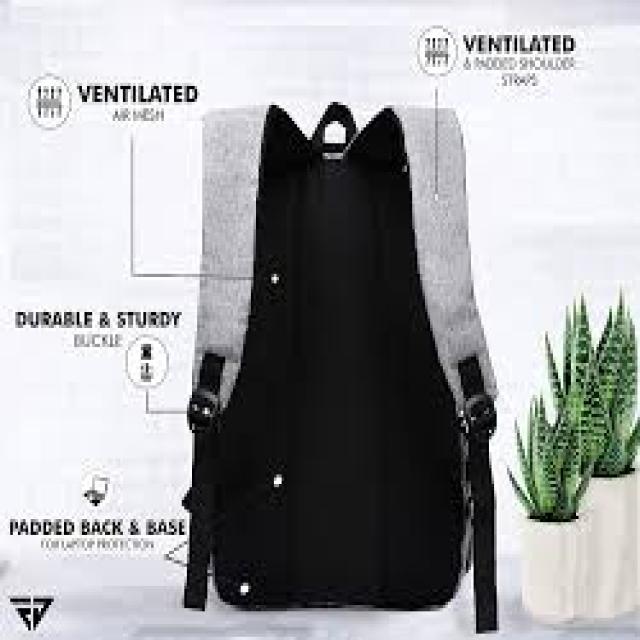 VENTILATED
& PADDED SHOULDER
STRAPS
VENTILATED
AIR MESH
DURABLE & STURDY
BUCKLE
PADDED BACK & BASE
FOR LAPTOP PROTECTION